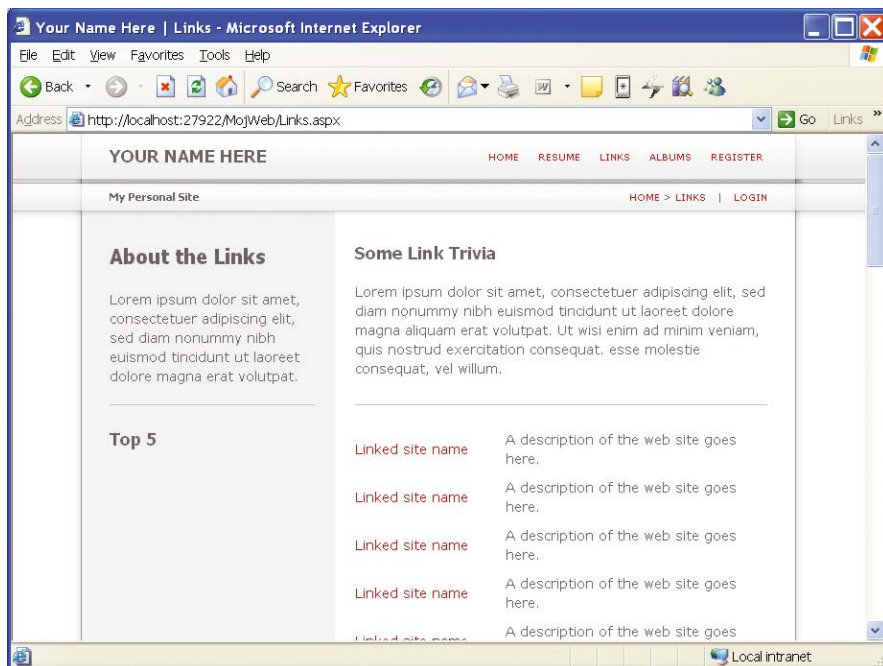 Your Name Here | Links - Microsoft Internet Explorer
File Edit View Favorites Tools Help
Back Search Favorites
Address http://localhost:27922/MojWeb/Links.aspx Go Links »
YOUR NAME HERE HOME RESUME LINKS ALBUMS REGISTER
My Personal Site HOME > LINKS | LOGIN
About the Links
Lorem ipsum dolor sit amet,
consectetuer adipiscing elit,
sed diam nonummy nibh
euismod tincidunt ut laoreet
dolore magna erat volutpat.
Top 5
Some Link Trivia
Lorem ipsum dolor sit amet, consectetuer adipiscing elit, sed
diam nonummy nibh euismod tincidunt ut laoreet dolore
magna aliquam erat volutpat. Ut wisi enim ad minim veniam,
quis nostrud exercitation consequat. esse molestie
consequat, vel willum.
Linked site name A description of the web site goes
here.
Linked site name A description of the web site goes
here.
Linked site name A description of the web site goes
here.
Linked site name A description of the web site goes
here.
Linked site name A description of the web site goes
Local intranet